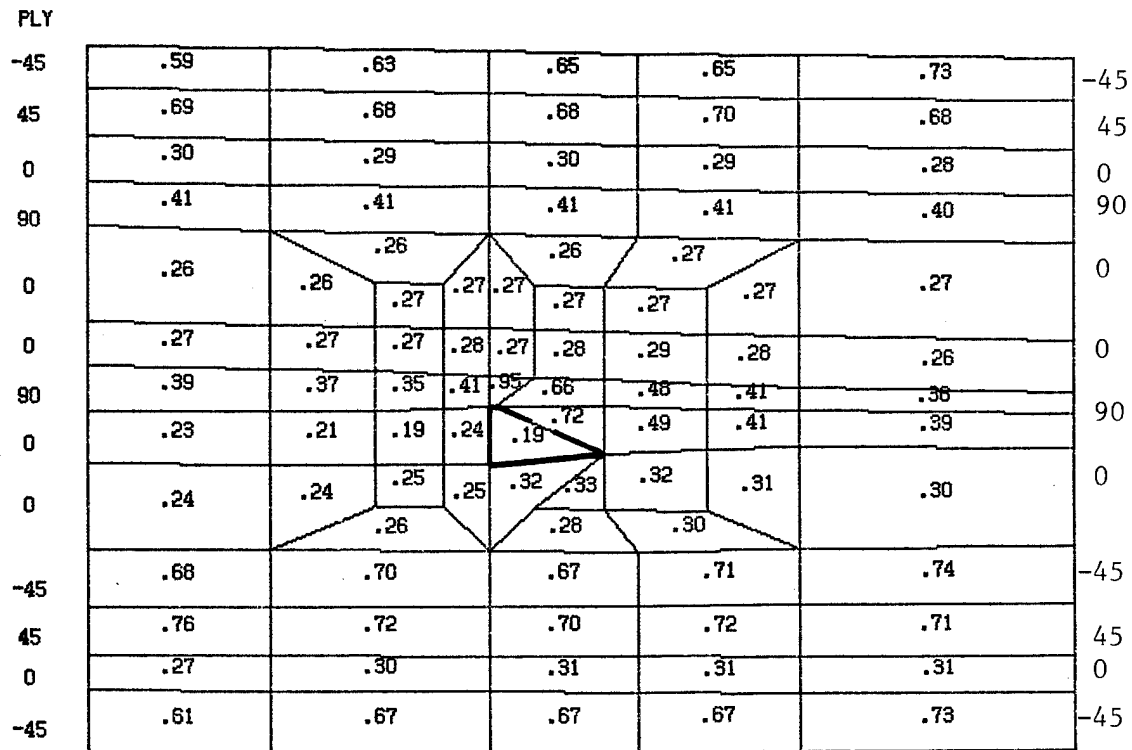 PLY
-45 .59 .63 .65 .65 .73 -45
45 .69 .68 .68 .70 .68 45
0 .30 .29 .30 .29 .28 0
90 .41 .41 .41 .41 .40 90
.26 .26 .27
0 .26 .26 .27 .27 .27 .27 0
.27 .27 .27
0 .27 .27 .27 .28 .27 .28 .29 .28 .26 0
90 .39 .37 .35 .41 .95 .66 .48 .41 .38 90
.72
0 .23 .21 .19 .24 .19 .49 .41 .39
0 .24 .24 .25 .25 .32 .33 .32 .31 .30 0
.26 .28 .30
-45 .68 .70 .67 .71 .74 -45
45 .76 .72 .70 .72 .71 45
0 .27 .30 .31 .31 .31 0
-45 .61 .67 .67 .67 .73 -45